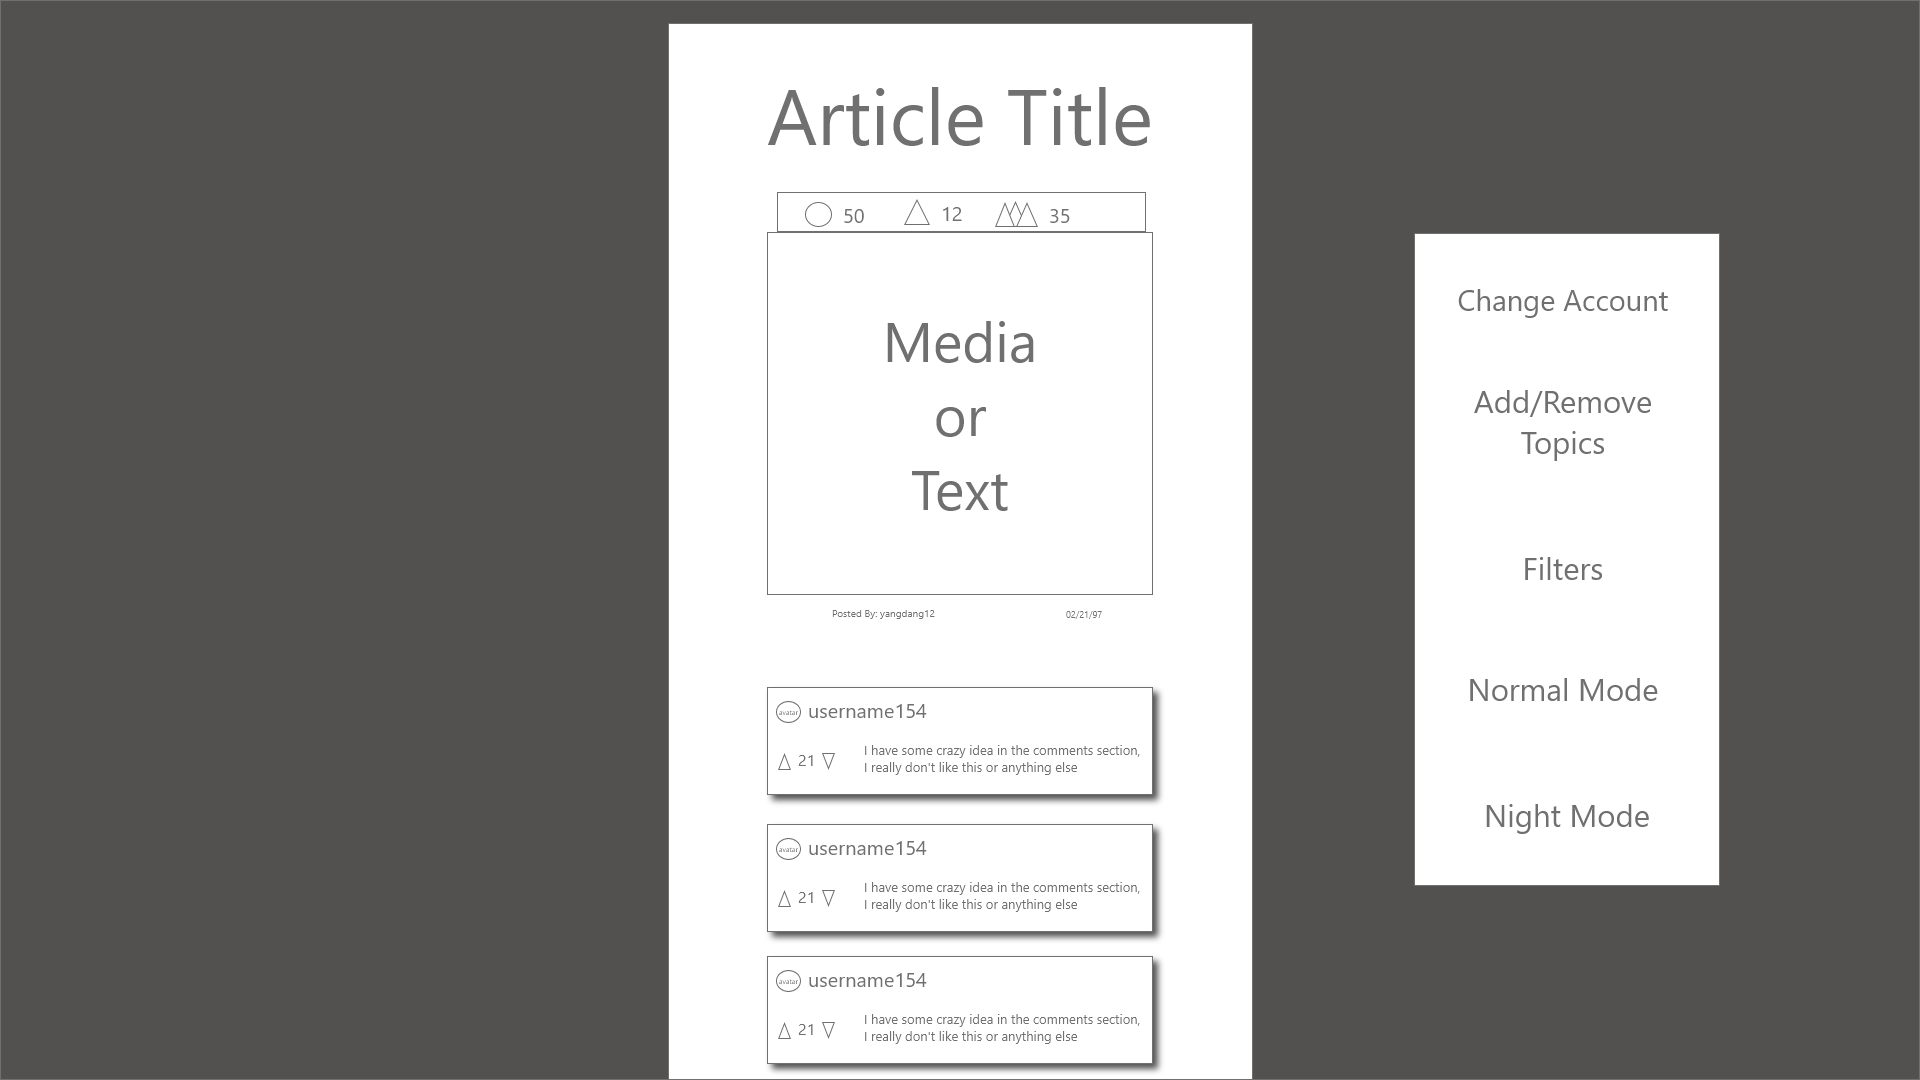 Article Title
50 12 35
Media
or
Text
Posted By: yangdang12 02/21/97
avatar username154
I have some crazy idea in the comments section,
21 I really don't like this or anything else
avatar username154
I have some crazy idea in the comments section,
21 I really don't like this or anything else
avatar username154
I have some crazy idea in the comments section,
21 I really don't like this or anything else
Change Account
Add/Remove
Topics
Filters
Normal Mode
Night Mode